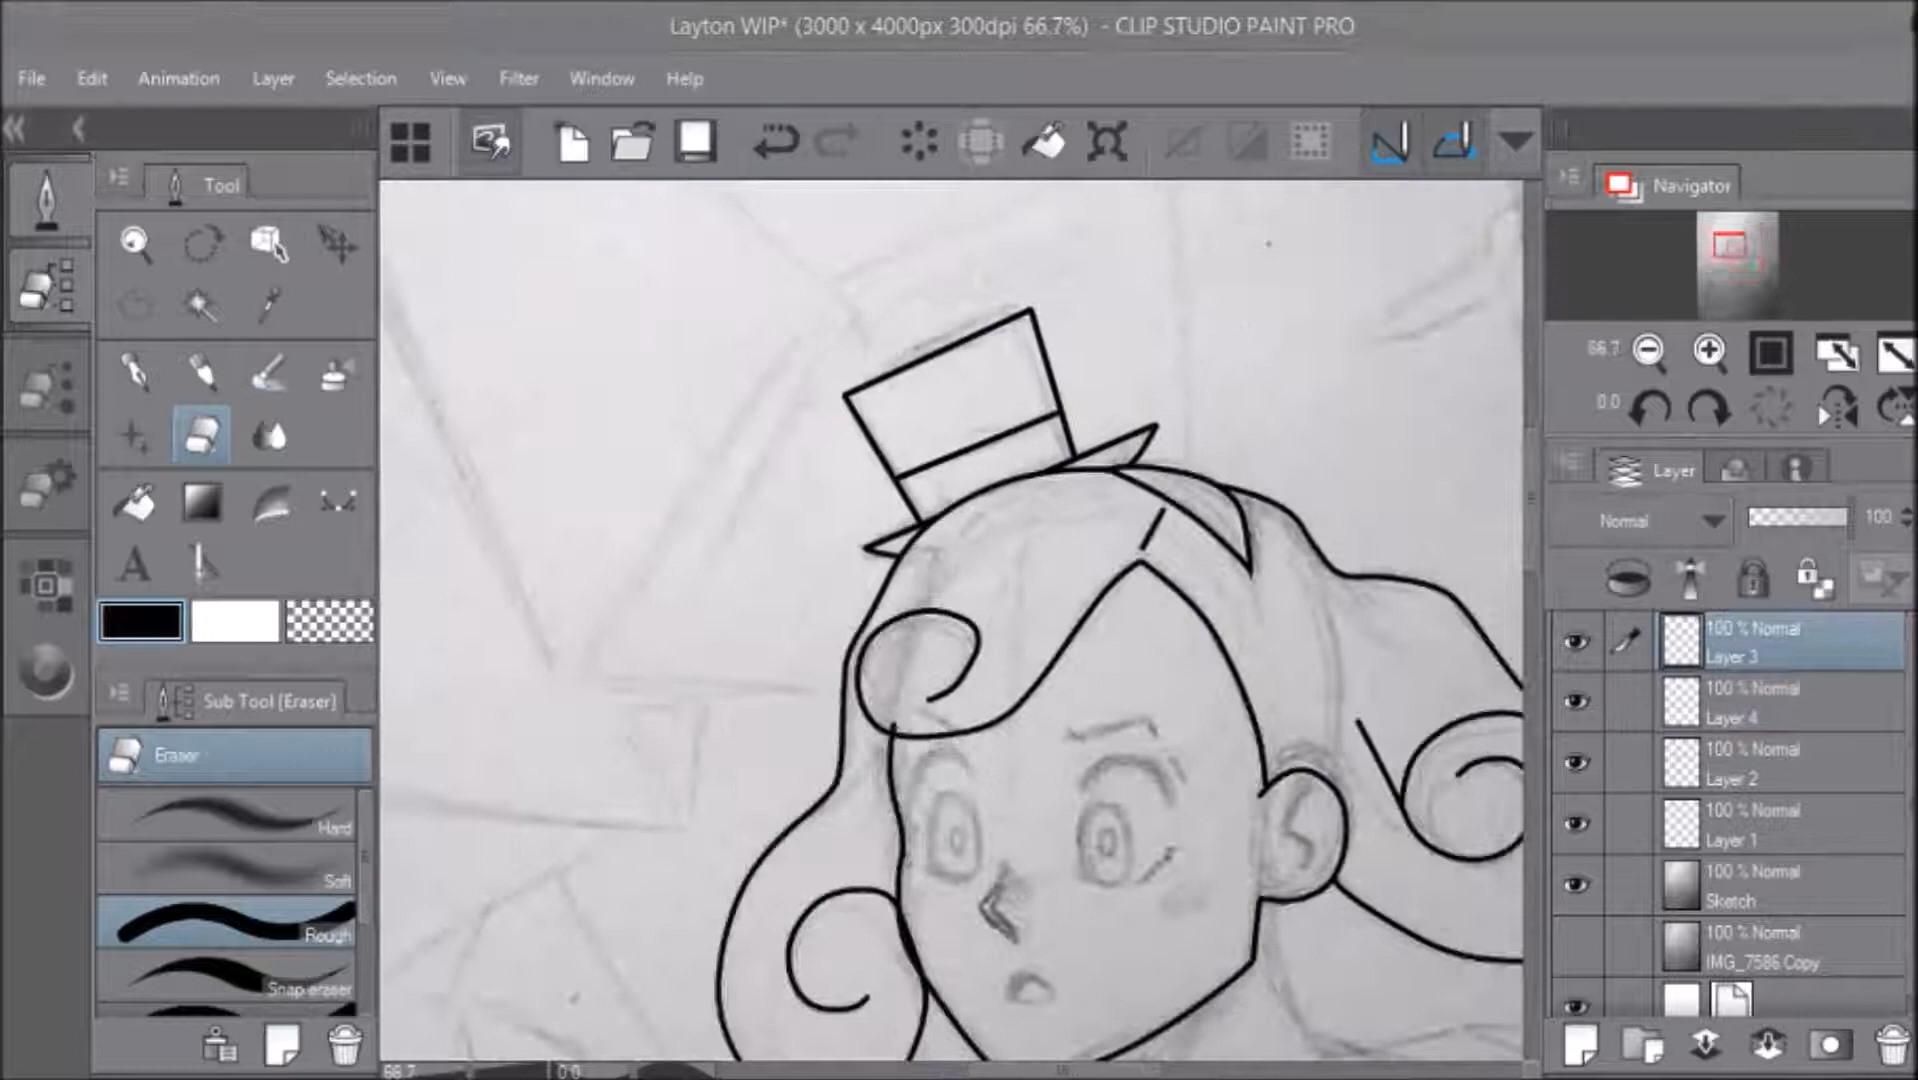 Layton WIP* (3000 x 4000px 300dpi 66.7%) - CLIP STUDIO PAINT PRO
File Edit Animation Layer Selection View Filter Window Help
Tool
Navigator
66.7
0.0
Layer
Normal 100
100 % Normal
Layer 3
100 % Normal
Layer 4
100 % Normal
Layer 2
100 % Normal
Layer 1
100 % Normal
Sketch
100 % Normal
IMG_7586 Copy
A
Sub Tool [Eraser]
Eraser
Hard
Soft
Rough
Snap eraser
66.7 0.0